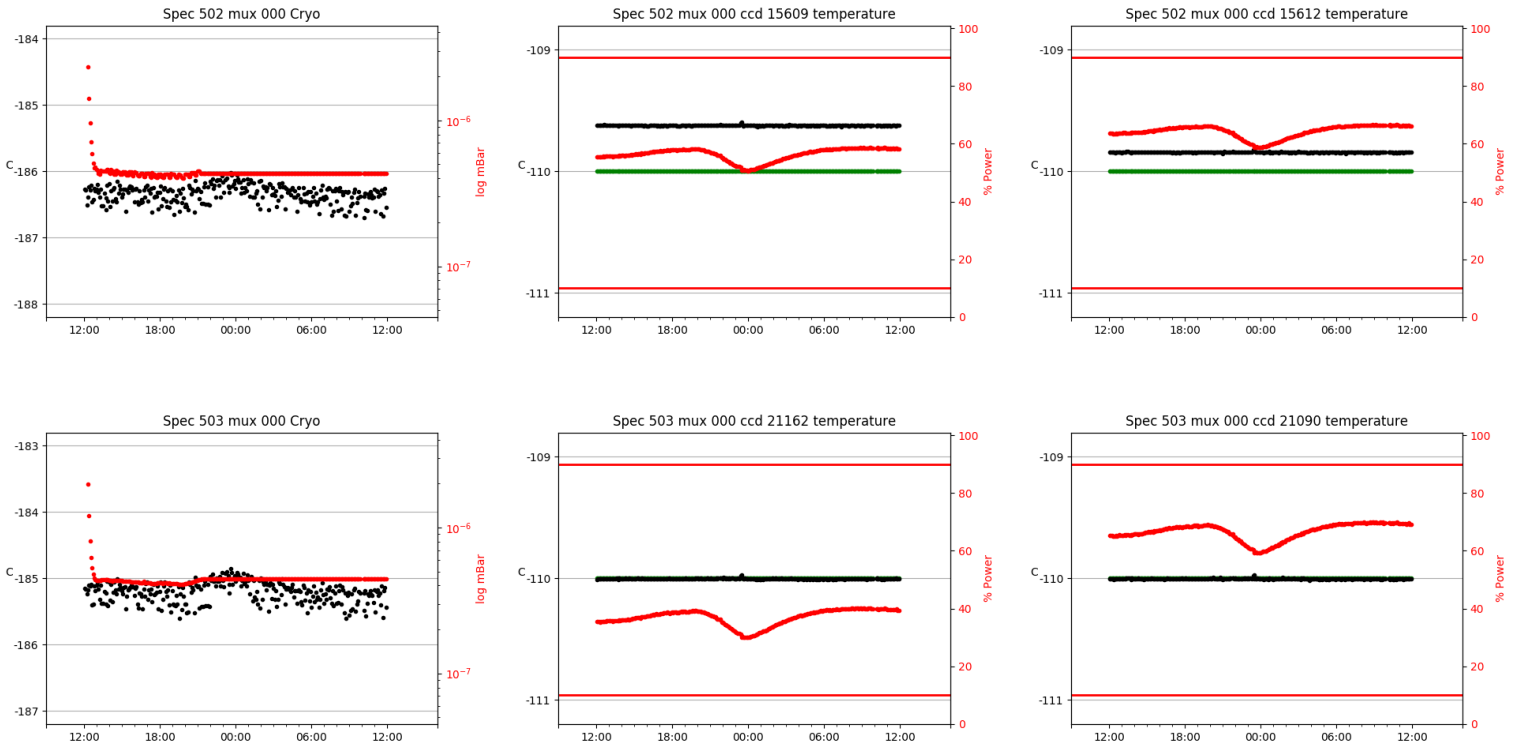 Spec 502 mux 000 Cryo
-184
-185
-186
-187
-188
C
10⁻⁶
10⁻⁷
log mBar
12:00 18:00 00:00 06:00 12:00
Spec 502 mux 000 ccd 15609 temperature
-109
-110
-111
C
100
80
60
40
20
0
% Power
12:00 18:00 00:00 06:00 12:00
Spec 502 mux 000 ccd 15612 temperature
-109
-110
-111
C
100
80
60
40
20
0
% Power
12:00 18:00 00:00 06:00 12:00
Spec 503 mux 000 Cryo
-183
-184
-185
-186
-187
C
10⁻⁶
10⁻⁷
log mBar
12:00 18:00 00:00 06:00 12:00
Spec 503 mux 000 ccd 21162 temperature
-109
-110
-111
C
100
80
60
40
20
0
% Power
12:00 18:00 00:00 06:00 12:00
Spec 503 mux 000 ccd 21090 temperature
-109
-110
-111
C
100
80
60
40
20
0
% Power
12:00 18:00 00:00 06:00 12:00